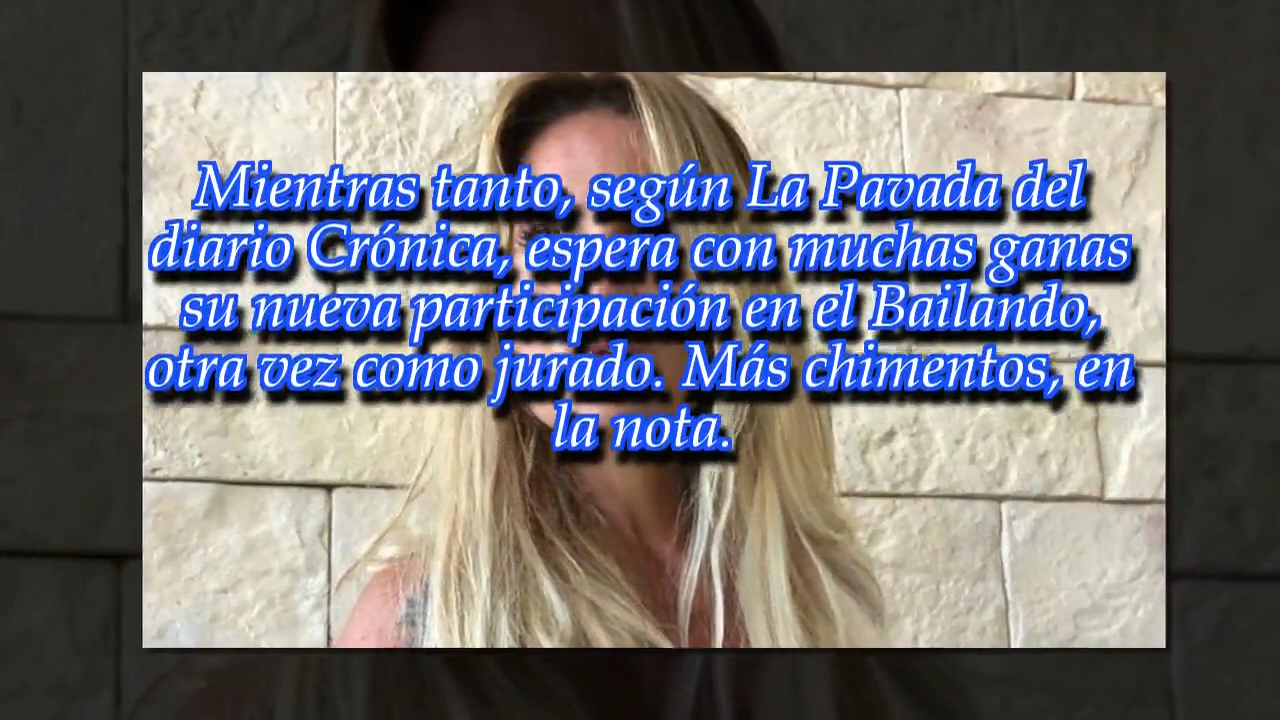 Mientras tanto, según La Pavada del
diario Crónica, espera con muchas ganas
su nueva participación en el Bailando,
otra vez como jurado. Más chimentos, en
la nota.